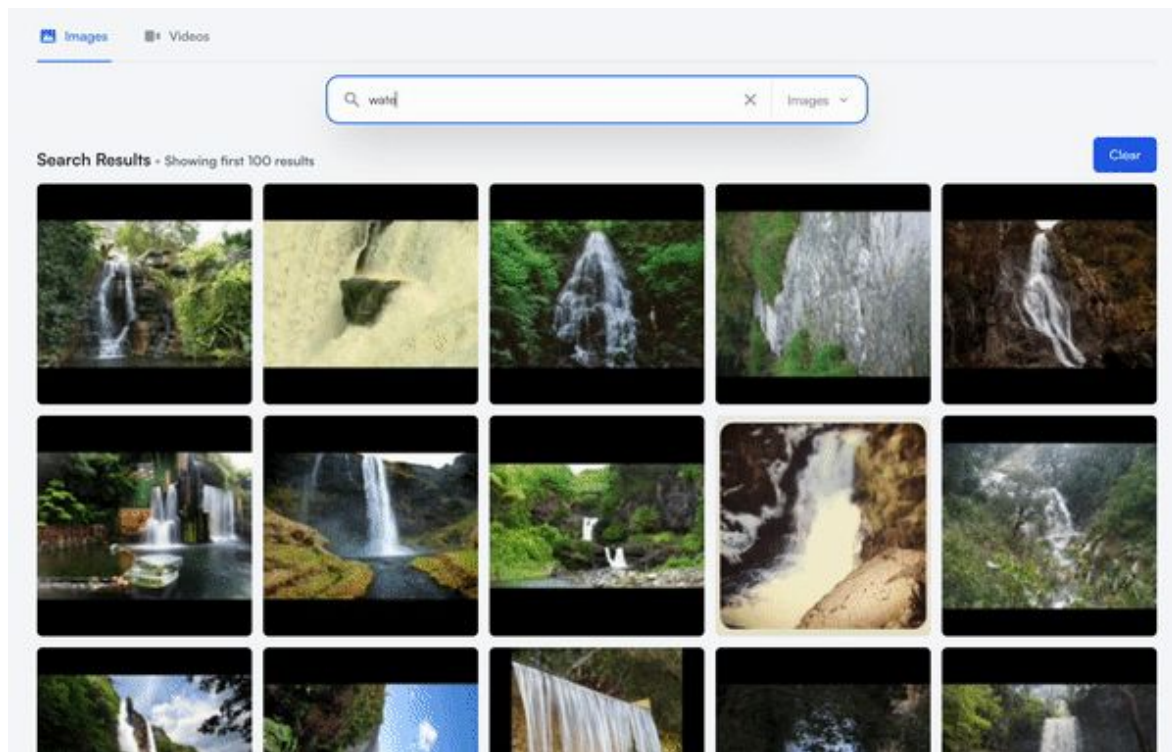 Images Videos
wate Images
Search Results - Showing first 100 results
Clear